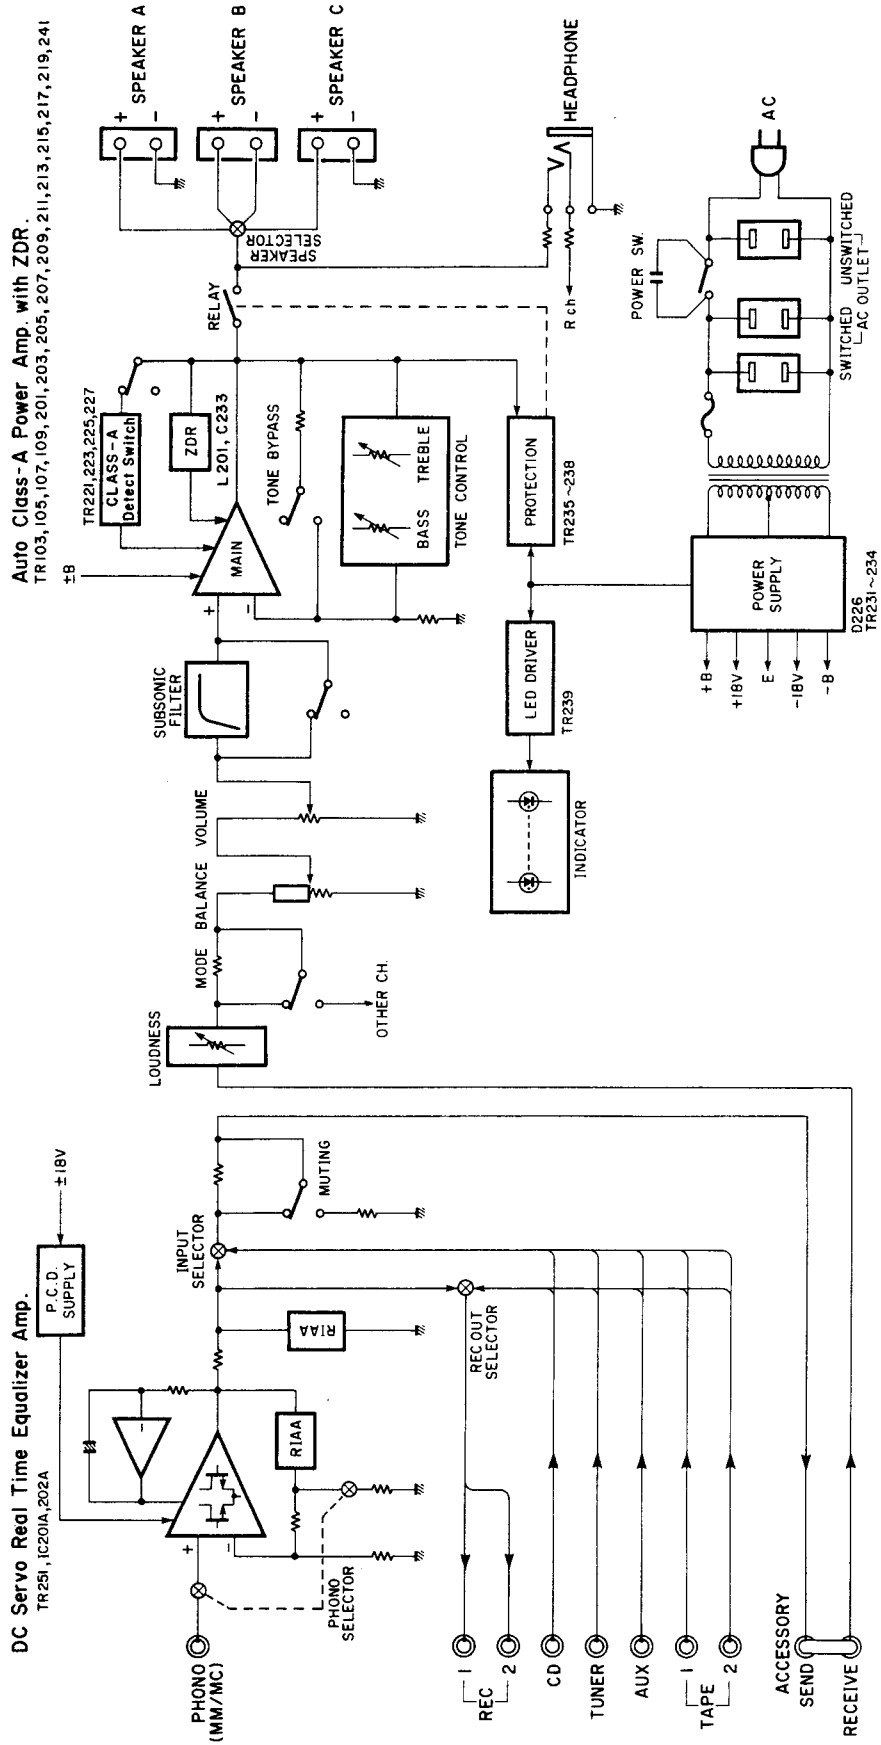 DC Servo Real Time Equalizer Amp.
TR251, IC201A, 202A
P.C.D.
SUPPLY
±18V
PHONO
(MM/MC)
+
-
-
RIAA
RIAA
PHONO
SELECTOR
INPUT
SELECTOR
MUTING
REC OUT
SELECTOR
REC
1
2
CD
TUNER
AUX
TAPE
1
2
ACCESSORY
SEND
RECEIVE
LOUDNESS
MODE
BALANCE
VOLUME
OTHER CH.
SUBSONIC
FILTER
Auto Class-A Power Amp. with ZDR.
TR103, 105, 107, 109, 201, 203, 205, 207, 209, 211, 213, 215, 217, 219, 241
±B
TR221, 223, 225, 227
CLASS-A
Detect Switch
ZDR
L201, C233
MAIN
+
-
TONE BYPASS
BASS
TREBLE
TONE CONTROL
RELAY
SPEAKER
SELECTOR
+
-
SPEAKER A
+
-
SPEAKER B
+
-
SPEAKER C
HEADPHONE
R ch
PROTECTION
TR235~238
LED DRIVER
TR239
INDICATOR
POWER
SUPPLY
D226
TR231~234
+B
+18V
E
-18V
-B
POWER SW.
SWITCHED
UNSWITCHED
AC OUTLET
AC